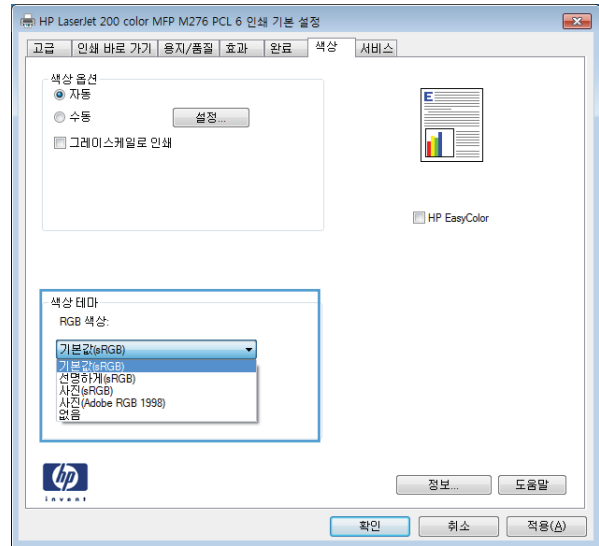 HP LaserJet 200 color MFP M276 PCL 6 인쇄 기본 설정
고급 인쇄 바로 가기 용지/품질 효과 완료 색상 서비스
색상 옵션
자동
수동
설정...
그레이스케일로 인쇄
E
HP EasyColor
색상 테마
RGB 색상:
기본값(sRGB)
기본값(sRGB)
선명하게(sRGB)
사진(sRGB)
사진(Adobe RGB 1998)
없음
hp
invent
정보... 도움말
확인 취소 적용(A)